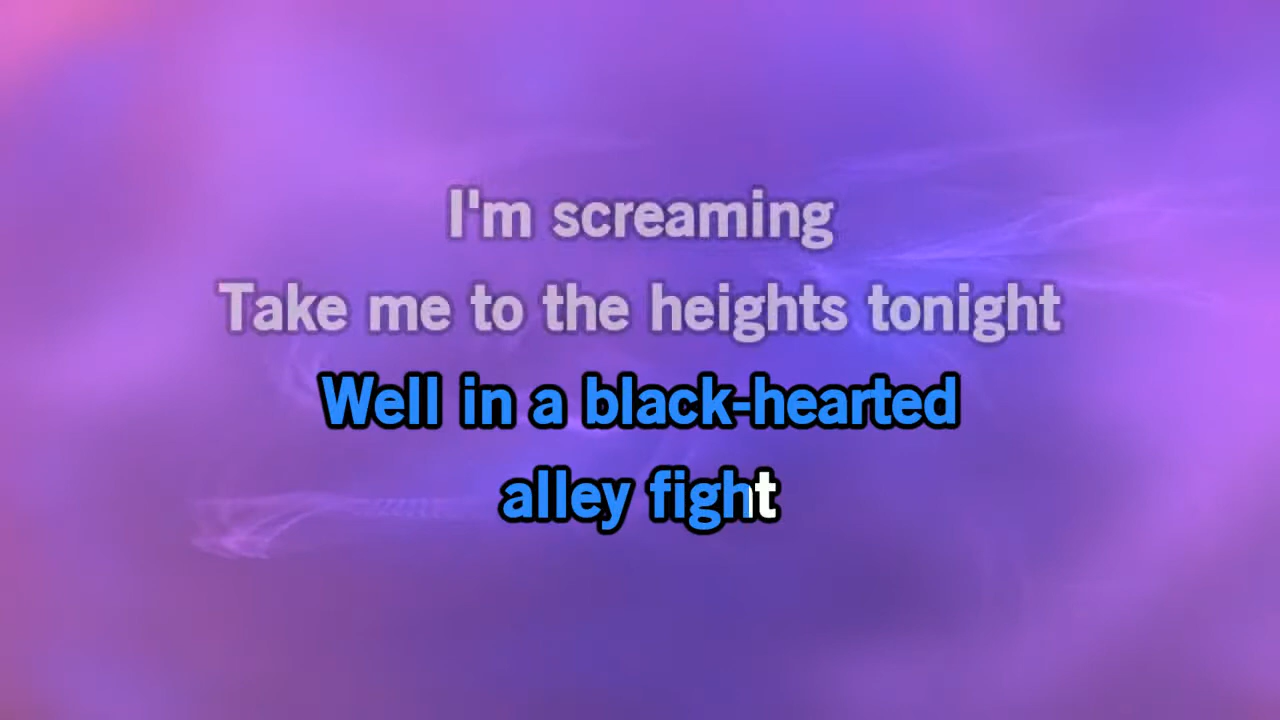 I'm screaming
Take me to the heights tonight
Well in a black-hearted
alley fight